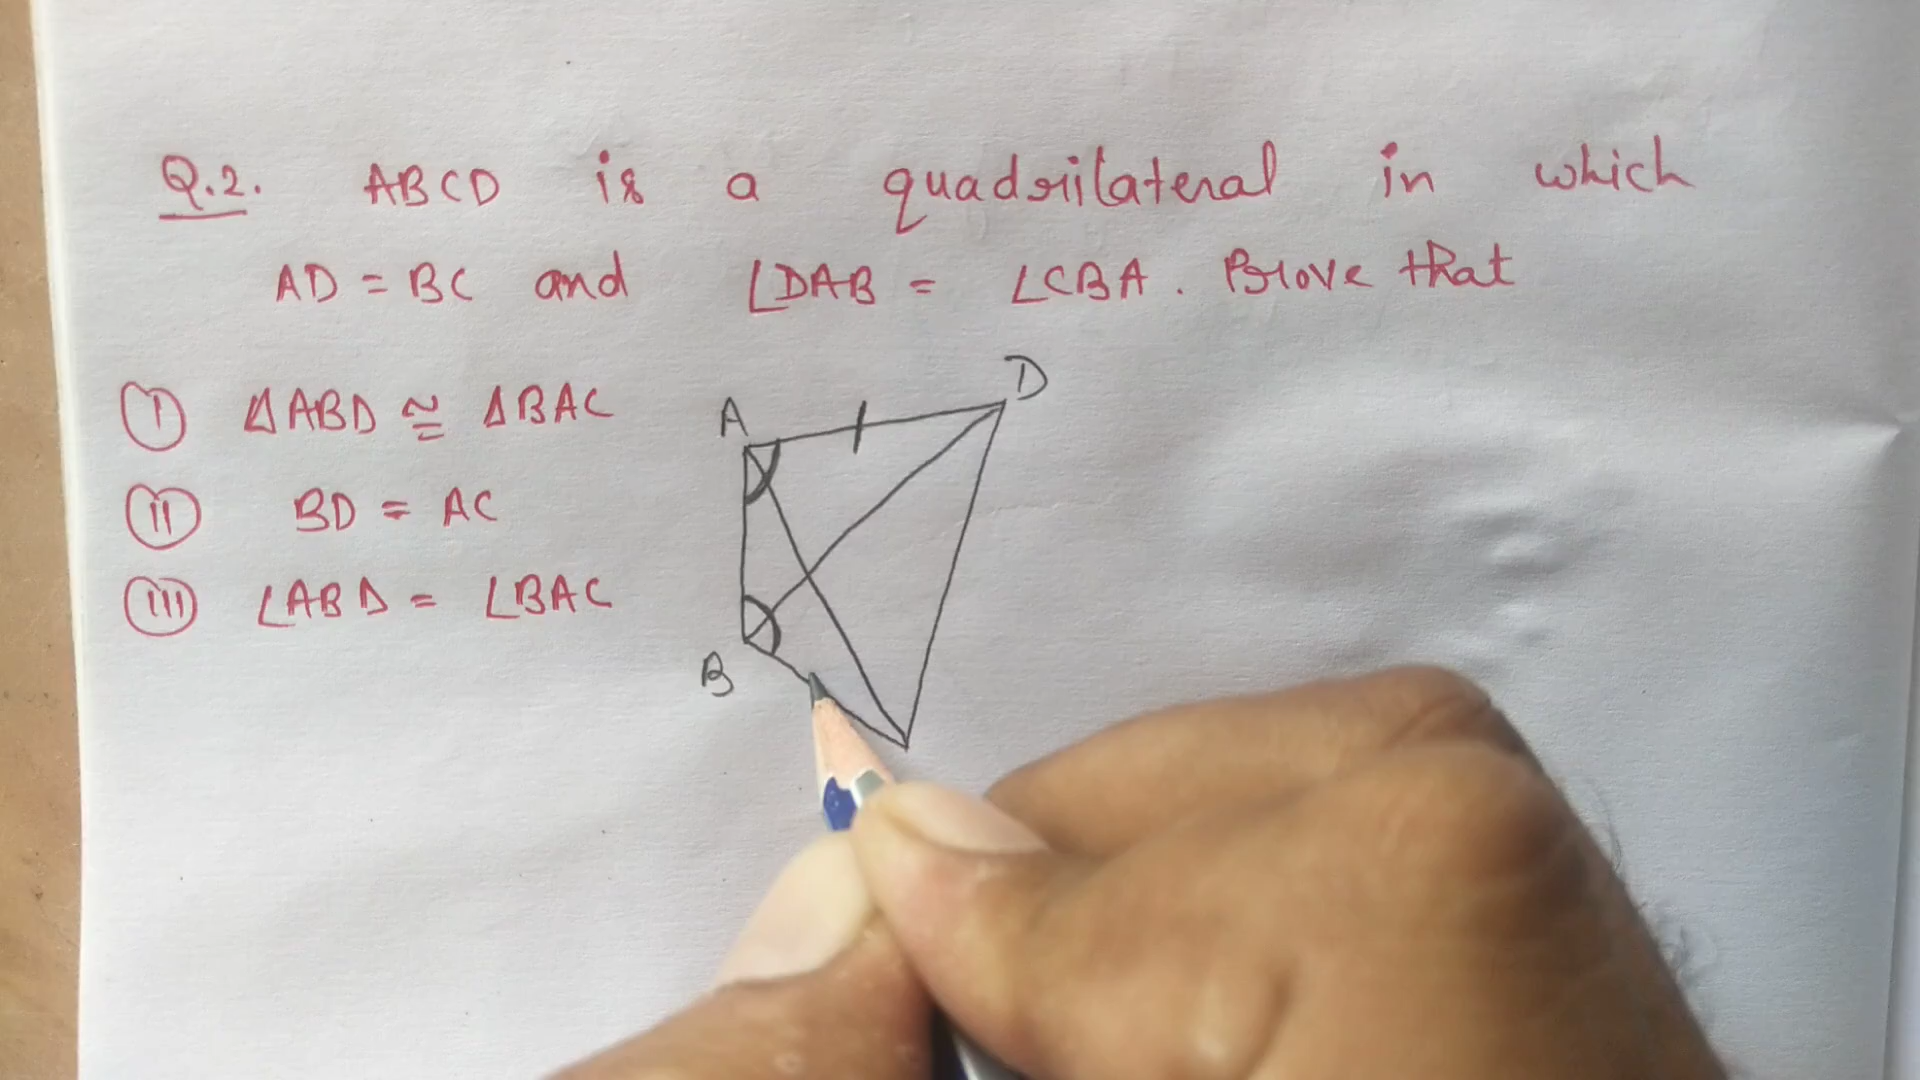 Q.2. ABCD is a quadrilateral in which
AD = BC and ∠DAB = ∠CBA. Prove that
(I) ΔABD ≅ ΔBAC
(II) BD = AC
(III) ∠ABD = ∠BAC
D
A
B